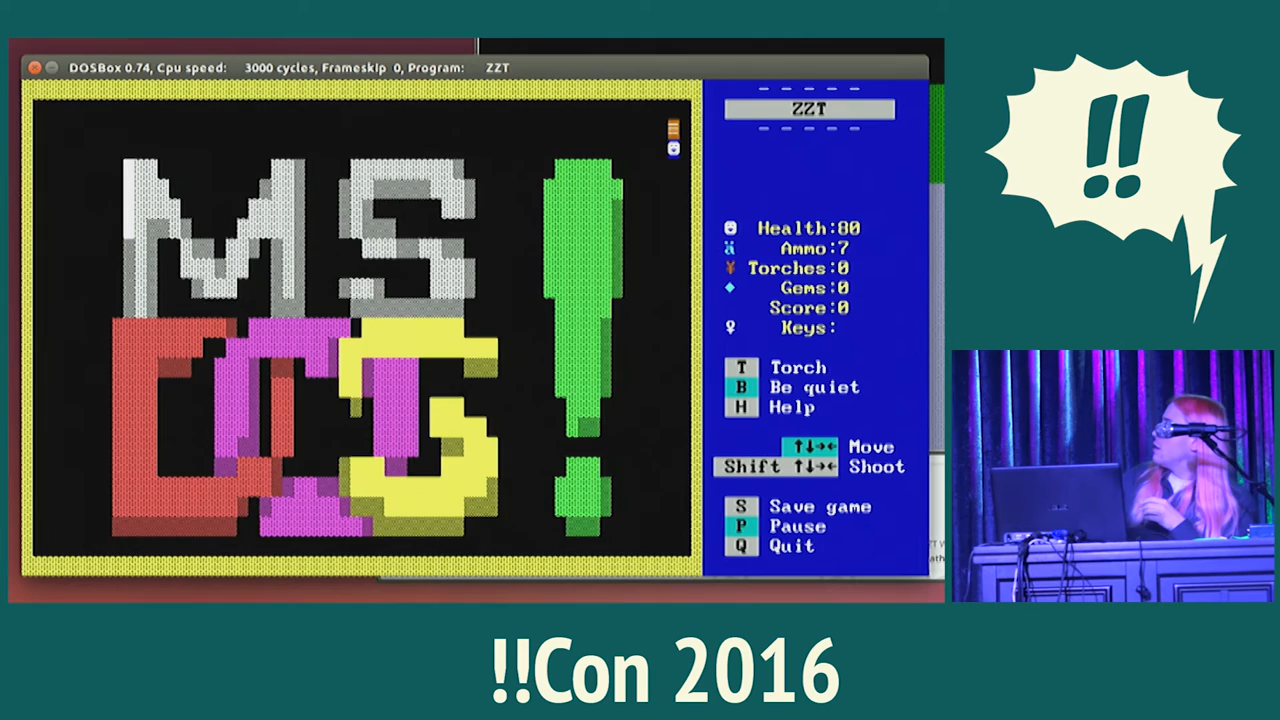 DOSBox 0.74, Cpu speed: 3000 cycles, Frameskip 0, Program: ZZT
MS
DOS
!
ZZT
Health:80
Ammo:7
Torches:0
Gems:0
Score:0
Keys:
T Torch
B Be quiet
H Help
↑↓→← Move
Shift ↑↓→← Shoot
S Save game
P Pause
Q Quit
!!
!!Con 2016